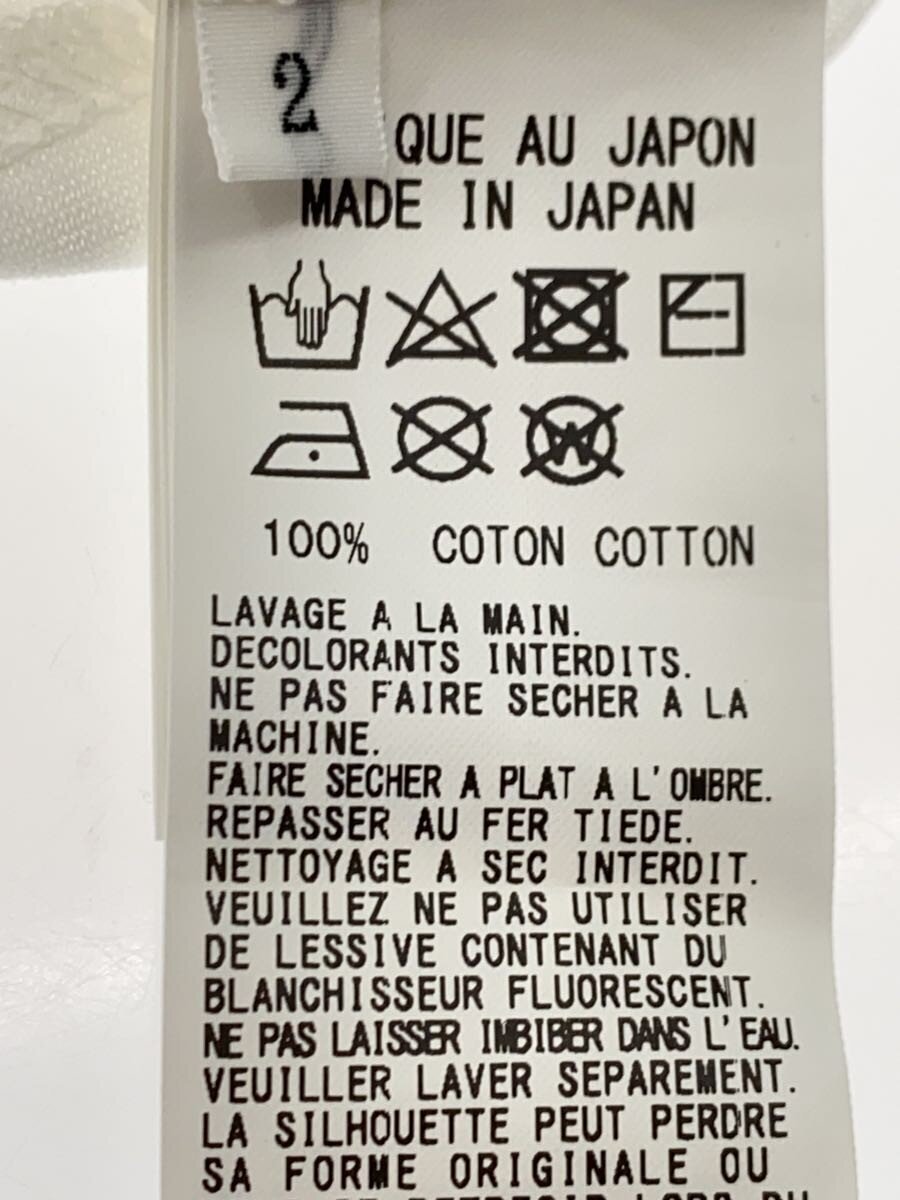 2
QUE AU JAPON
MADE IN JAPAN
W
100% COTON COTTON
LAVAGE A LA MAIN.
DECOLORANTS INTERDITS.
NE PAS FAIRE SECHER A LA
MACHINE.
FAIRE SECHER A PLAT A L'OMBRE.
REPASSER AU FER TIEDE.
NETTOYAGE A SEC INTERDIT.
VEUILLEZ NE PAS UTILISER
DE LESSIVE CONTENANT DU
BLANCHISSEUR FLUORESCENT.
NE PAS LAISSER IMBIBER DANS L'EAU.
VEUILLER LAVER SEPAREMENT.
LA SILHOUETTE PEUT PERDRE
SA FORME ORIGINALE OU